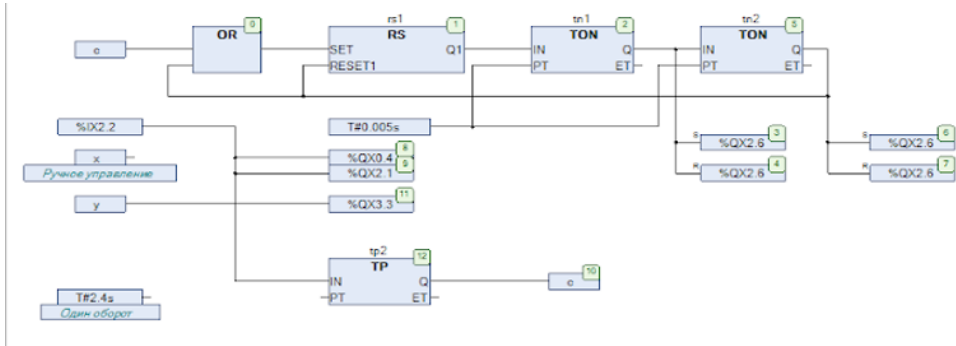 rs1 tn1 tn2
0 1 2 5
OR RS TON TON
c SET Q1 IN Q IN Q
RESET1 PT ET PT ET
%IX2.2 T#0.005s
S %QX2.6 3 S %QX2.6 6
x %QX0.4 8
R %QX2.6 4 R %QX2.6 7
Ручное управление %QX2.1 9
y %QX3.3 11
tp2
12
TP
IN Q c 10
PT ET
T#2.4s
Один оборот